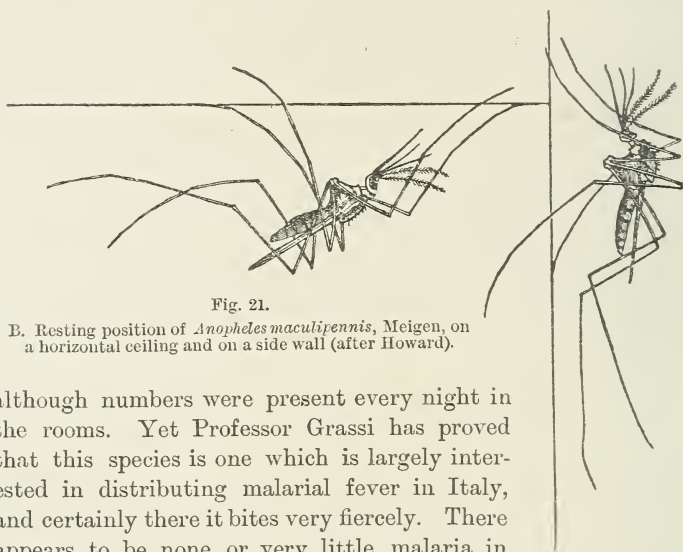 Fig. 21.
B. Resting position of Anopheles maculipennis, Meigen, on
a horizontal ceiling and on a side wall (after Howard).
although numbers were present every night in
the rooms. Yet Professor Grassi has proved
that this species is one which is largely inter-
ested in distributing malarial fever in Italy,
and certainly there it bites very fiercely. There
appears to be none or very little malaria in